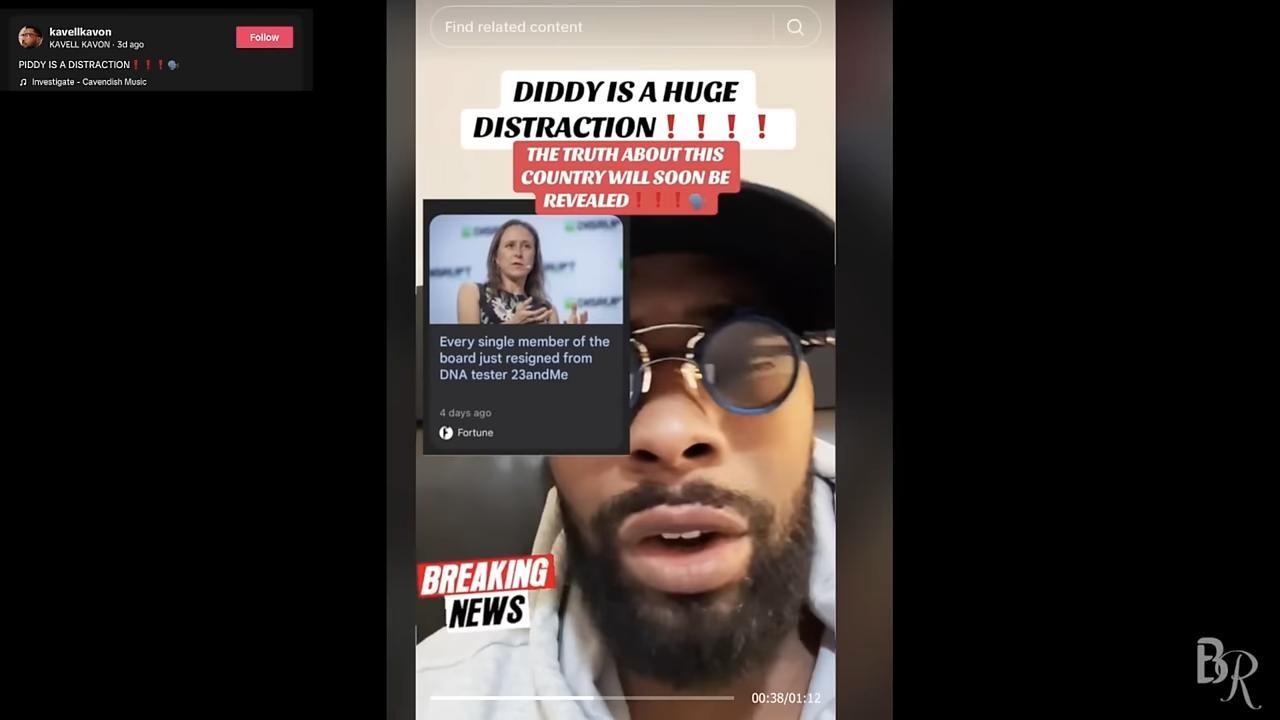 kavellkavon
KAVELL KAVON · 3d ago
Follow
PIDDY IS A DISTRACTION❗❗❗🗣️
Investigate - Cavendish Music
Find related content
DIDDY IS A HUGE
DISTRACTION❗❗❗❗
THE TRUTH ABOUT THIS
COUNTRY WILL SOON BE
REVEALED❗❗❗🗣️
DISRUPT
Every single member of the
board just resigned from
DNA tester 23andMe
4 days ago
Fortune
BREAKING
NEWS
00:38/01:12
BR